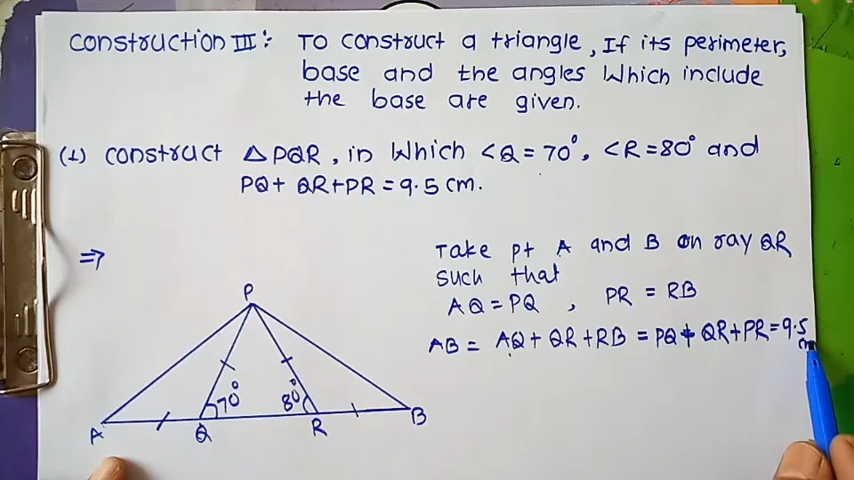 Construction III: To construct a triangle, If its perimeter,
base and the angles Which include
the base are given.
(1) construct △PQR, in Which <Q = 70°, <R = 80° and
PQ + QR + PR = 9.5 cm.
⇒
Take pt A and B on ray QR
such that
AQ = PQ , PR = RB
AB = AQ + QR + RB = PQ + QR + PR = 9.5
cm
P
70°
80°
A
Q
R
B